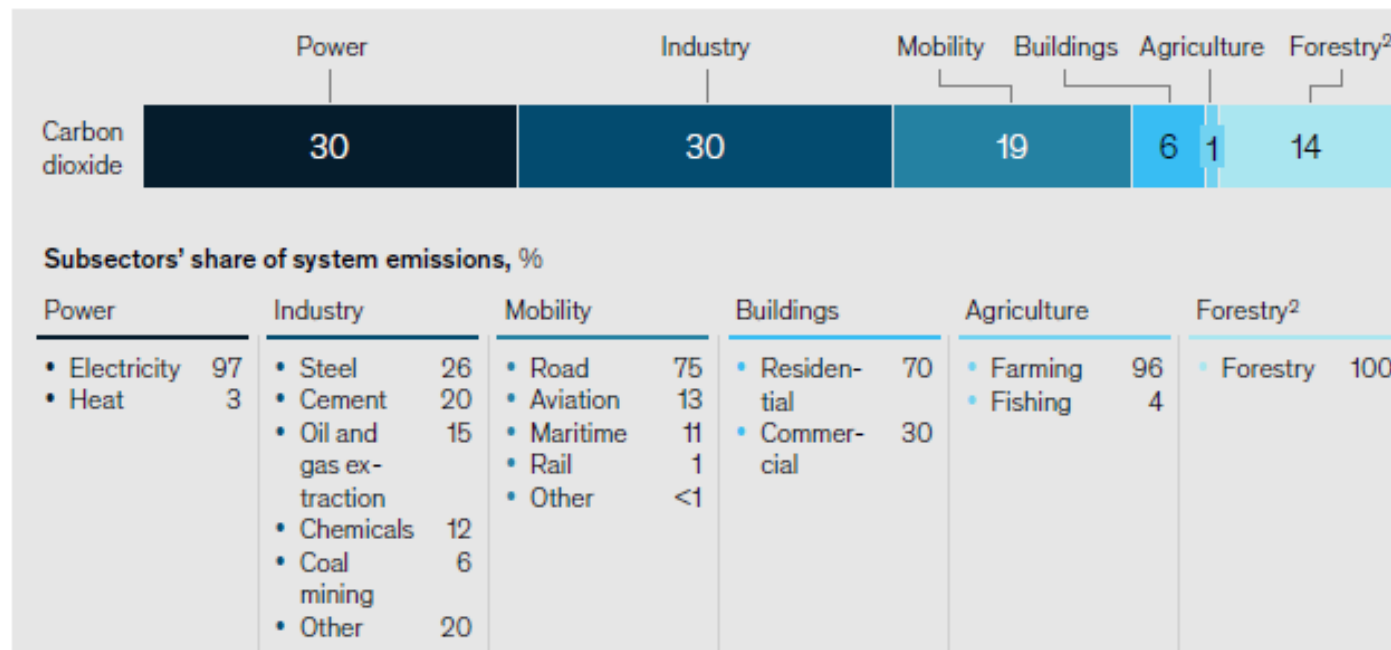 Power Industry Mobility Buildings Agriculture Forestry²
Carbon
dioxide
30 30 19 6 1 14
Subsectors’ share of system emissions, %
Power
• Electricity 97
• Heat 3
Industry
• Steel 26
• Cement 20
• Oil and 15
gas ex-
traction
• Chemicals 12
• Coal 6
mining
• Other 20
Mobility
• Road 75
• Aviation 13
• Maritime 11
• Rail 1
• Other <1
Buildings
• Residen- 70
tial
• Commer- 30
cial
Agriculture
• Farming 96
• Fishing 4
Forestry²
• Forestry 100